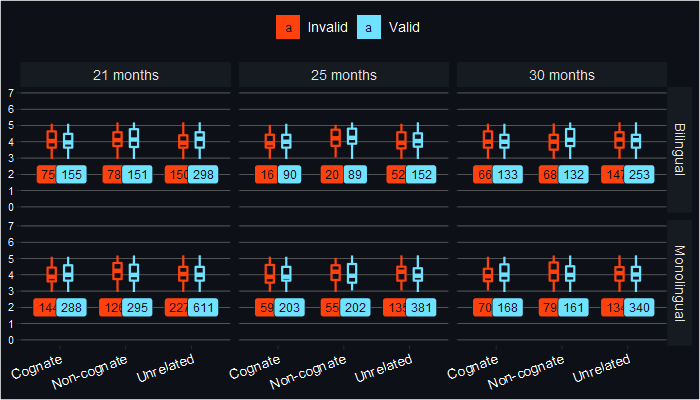 a Invalid a Valid
21 months 25 months 30 months
7
6
5
4
3
2
1
0
75 155 78 151 150 298 16 90 20 89 52 152 66 133 68 132 147 253
Bilingual
7
6
5
4
3
2
1
0
144 288 126 295 227 611 59 203 55 202 135 381 70 168 79 161 134 340
Monolingual
Cognate Non-cognate Unrelated Cognate Non-cognate Unrelated Cognate Non-cognate Unrelated